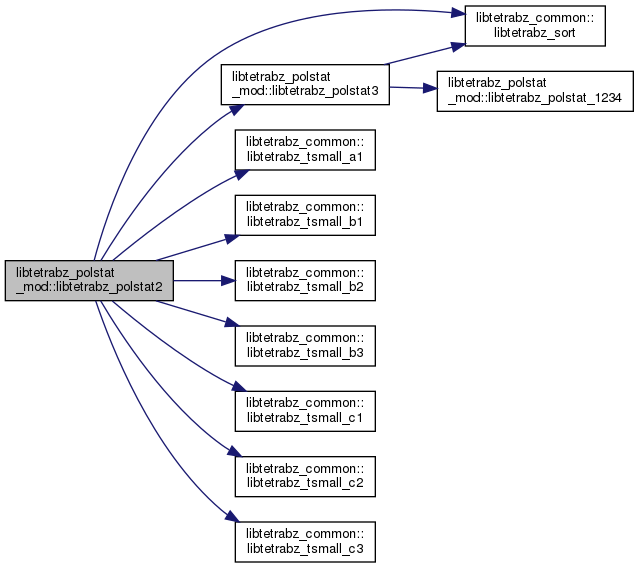 libtetrabz_common::
libtetrabz_sort
libtetrabz_polstat
_mod::libtetrabz_polstat3
libtetrabz_polstat
_mod::libtetrabz_polstat_1234
libtetrabz_common::
libtetrabz_tsmall_a1
libtetrabz_common::
libtetrabz_tsmall_b1
libtetrabz_polstat
_mod::libtetrabz_polstat2
libtetrabz_common::
libtetrabz_tsmall_b2
libtetrabz_common::
libtetrabz_tsmall_b3
libtetrabz_common::
libtetrabz_tsmall_c1
libtetrabz_common::
libtetrabz_tsmall_c2
libtetrabz_common::
libtetrabz_tsmall_c3